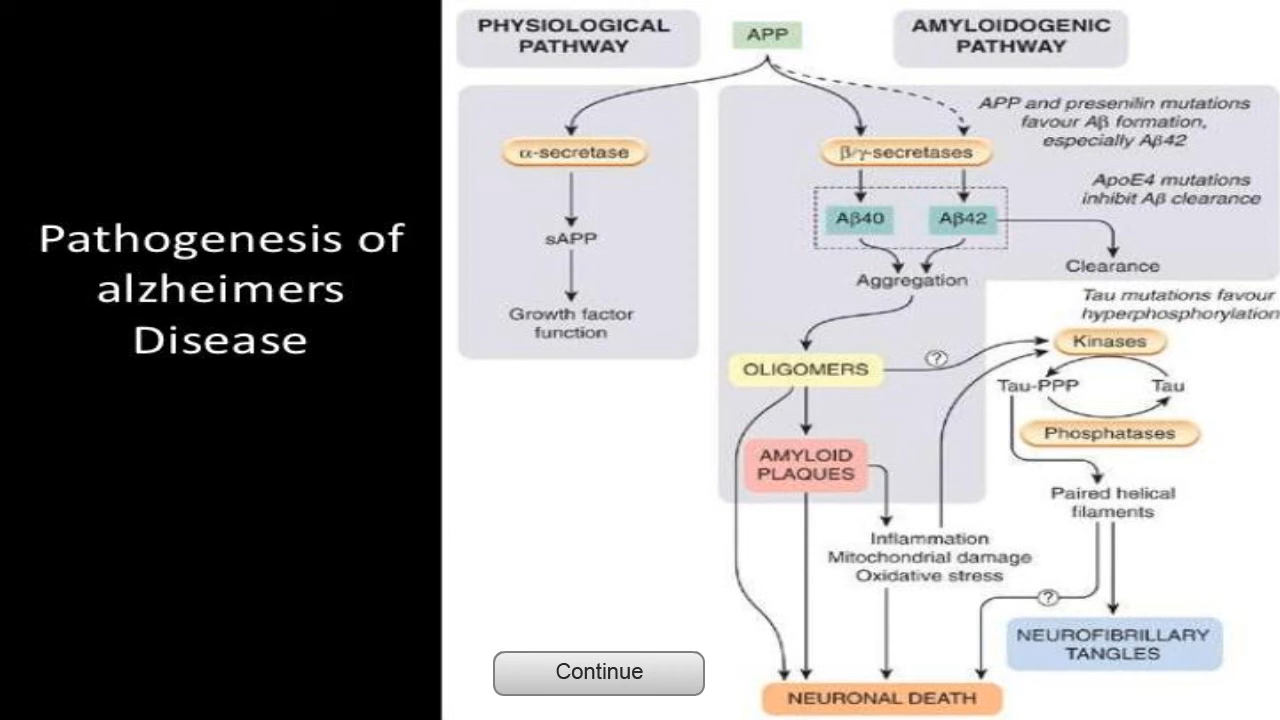 Pathogenesis of
alzheimers
Disease
PHYSIOLOGICAL
PATHWAY
APP
AMYLOIDOGENIC
PATHWAY
α-secretase
sAPP
Growth factor
function
APP and presenilin mutations
favour Aβ formation,
especially Aβ42
β/γ-secretases
ApoE4 mutations
inhibit Aβ clearance
Aβ40
Aβ42
Clearance
Aggregation
Tau mutations favour
hyperphosphorylation
OLIGOMERS
?
Kinases
Tau-PPP
Tau
Phosphatases
AMYLOID
PLAQUES
Paired helical
filaments
Inflammation
Mitochondrial damage
Oxidative stress
?
NEUROFIBRILLARY
TANGLES
Continue
NEURONAL DEATH